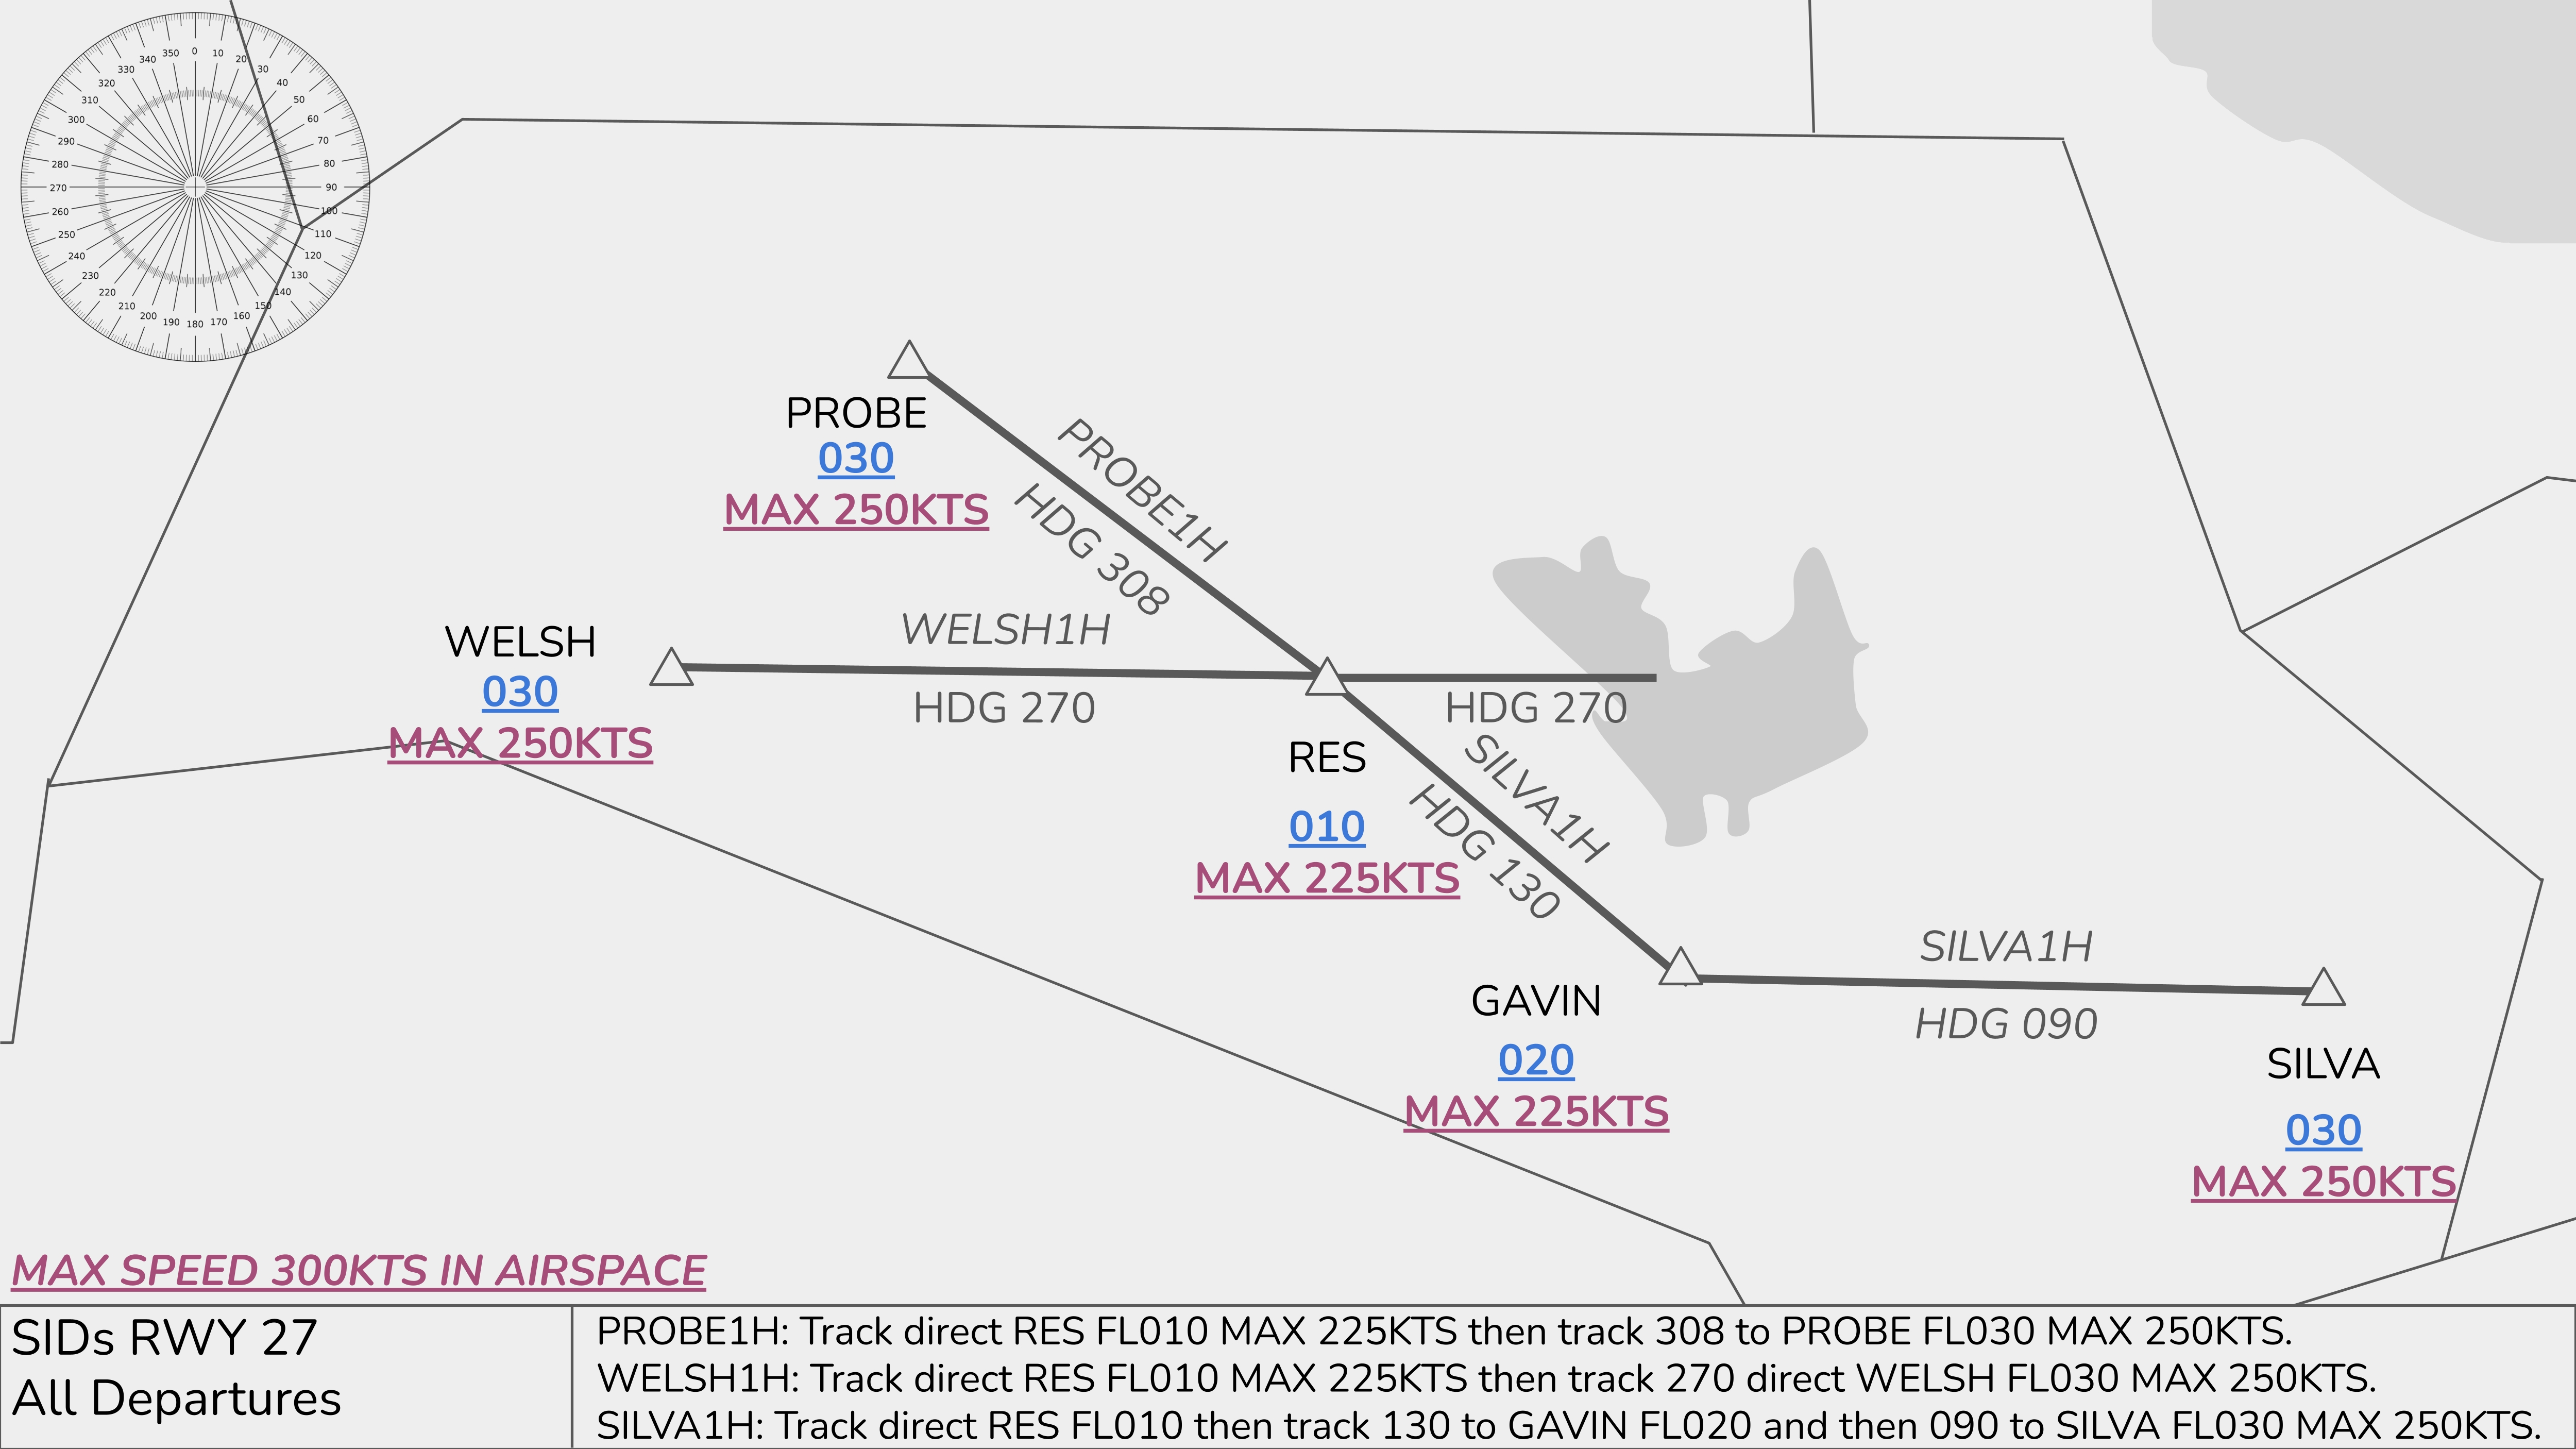 0
10
20
30
40
50
60
70
80
90
100
110
120
130
140
150
160
170
180
190
200
210
220
230
240
250
260
270
280
290
300
310
320
330
340
350
PROBE
030
MAX 250KTS
PROBE1H
HDG 308
WELSH
030
MAX 250KTS
WELSH1H
HDG 270
HDG 270
RES
010
MAX 225KTS
SILVA1H
HDG 130
GAVIN
020
MAX 225KTS
SILVA1H
HDG 090
SILVA
030
MAX 250KTS
MAX SPEED 300KTS IN AIRSPACE
SIDs RWY 27
All Departures
PROBE1H: Track direct RES FL010 MAX 225KTS then track 308 to PROBE FL030 MAX 250KTS.
WELSH1H: Track direct RES FL010 MAX 225KTS then track 270 direct WELSH FL030 MAX 250KTS.
SILVA1H: Track direct RES FL010 then track 130 to GAVIN FL020 and then 090 to SILVA FL030 MAX 250KTS.